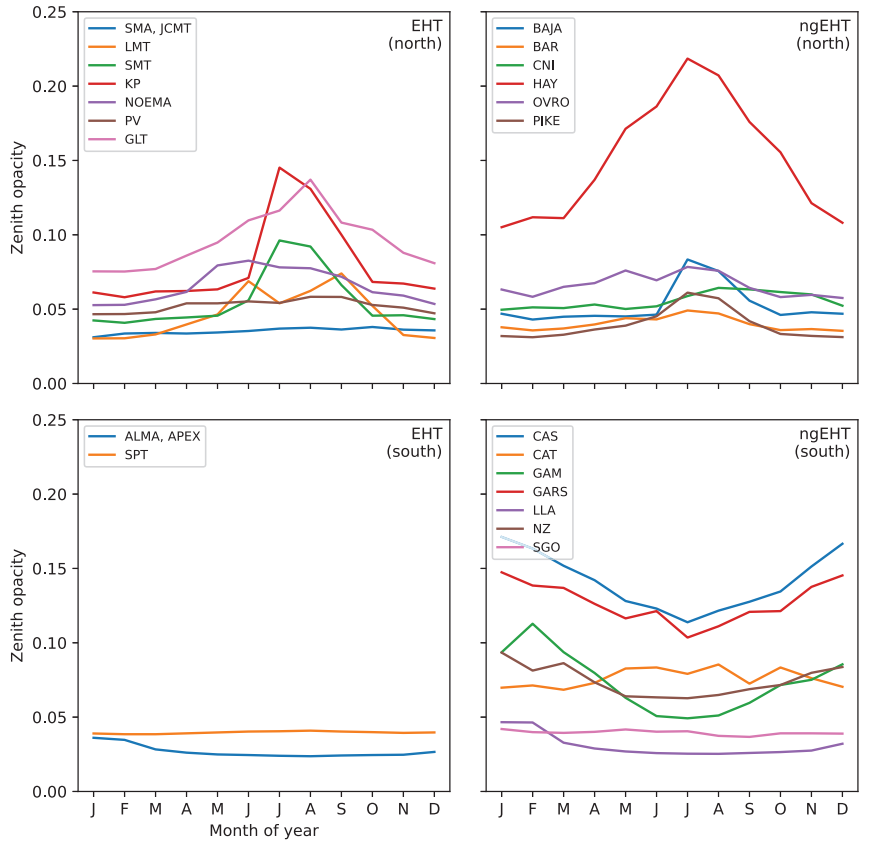 0.25
0.20
0.15
0.10
0.05
0.00
Zenith opacity
SMA, JCMT
LMT
SMT
KP
NOEMA
PV
GLT
EHT
(north)
BAJA
BAR
CNI
HAY
OVRO
PIKE
ngEHT
(north)
0.25
0.20
0.15
0.10
0.05
0.00
Zenith opacity
ALMA, APEX
SPT
EHT
(south)
J F M A M J J A S O N D
Month of year
CAS
CAT
GAM
GARS
LLA
NZ
SGO
ngEHT
(south)
J F M A M J J A S O N D